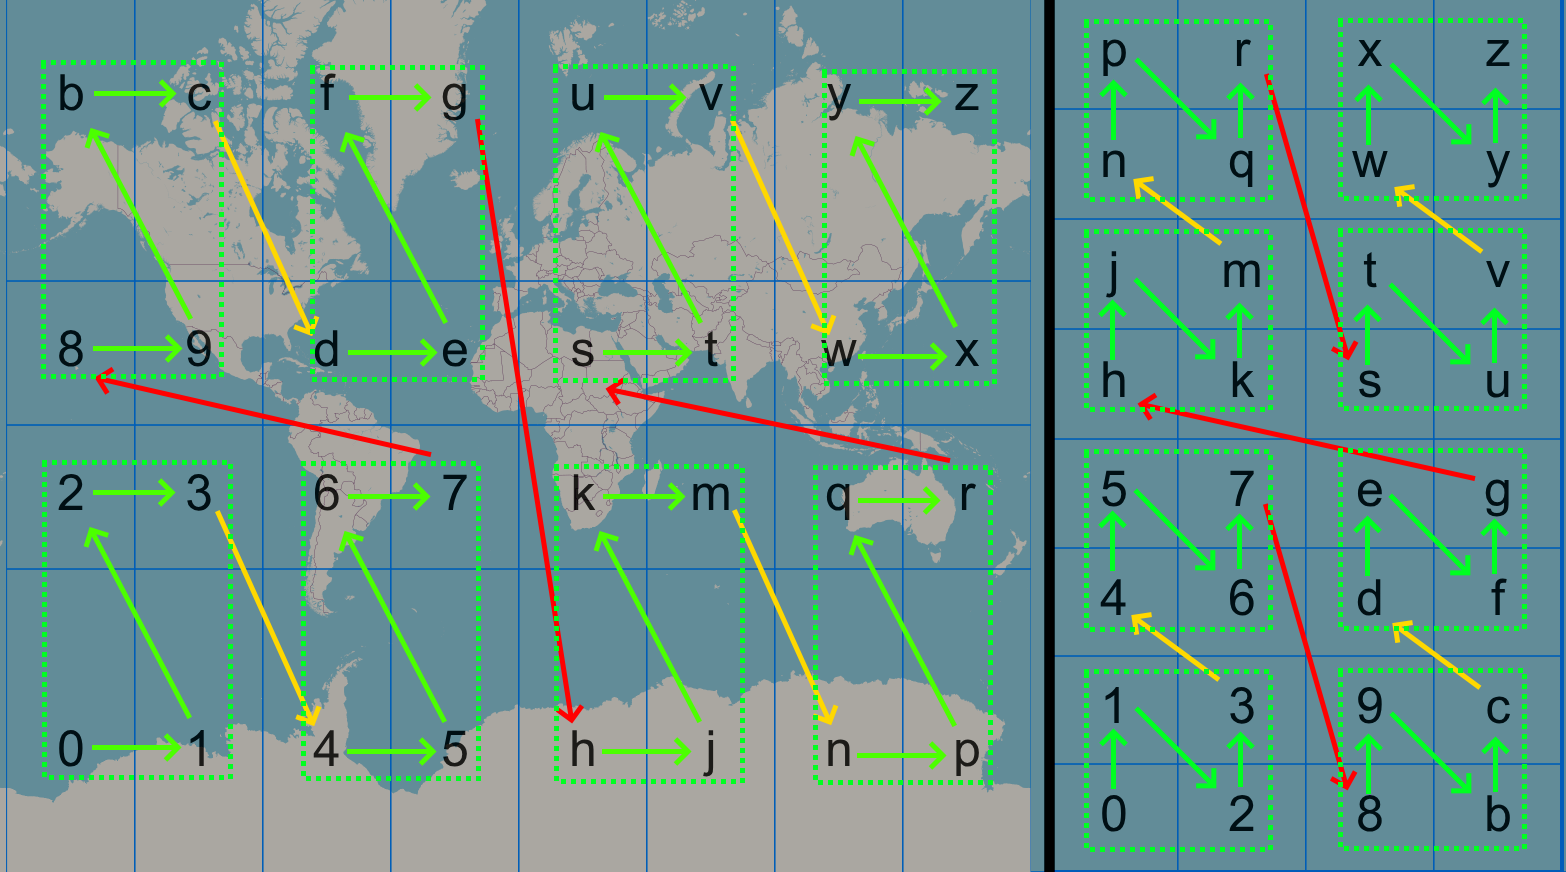 b c f g u v y z
8 9 d e s t w x
2 3 6 7 k m q r
0 1 4 5 h j n p
p r x z
n q w y
j m t v
h k s u
5 7 e g
4 6 d f
1 3 9 c
0 2 8 b